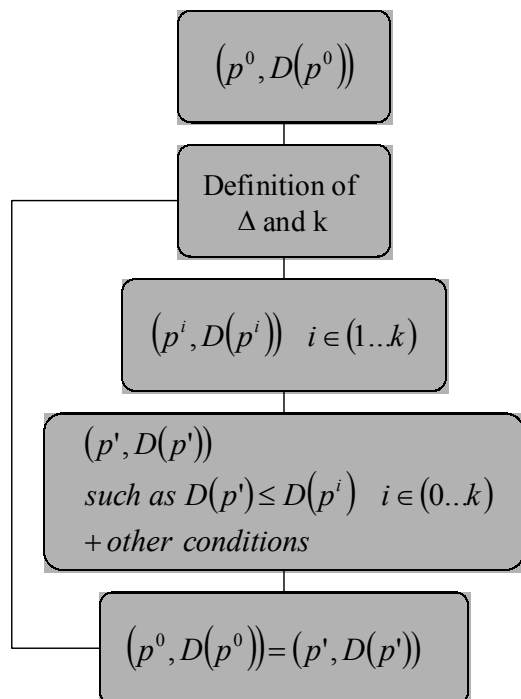 (p⁰, D(p⁰))
Definition of
Δ and k
(pⁱ, D(pⁱ)) i ∈ (1...k)
(p', D(p'))
such as D(p') ≤ D(pⁱ) i ∈ (0...k)
+ other conditions
(p⁰, D(p⁰)) = (p', D(p'))